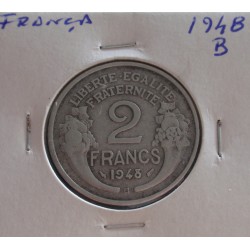 FRANÇA
1948
B
LIBERTE·EGALITE
FRATERNITE
2
FRANCS
1948